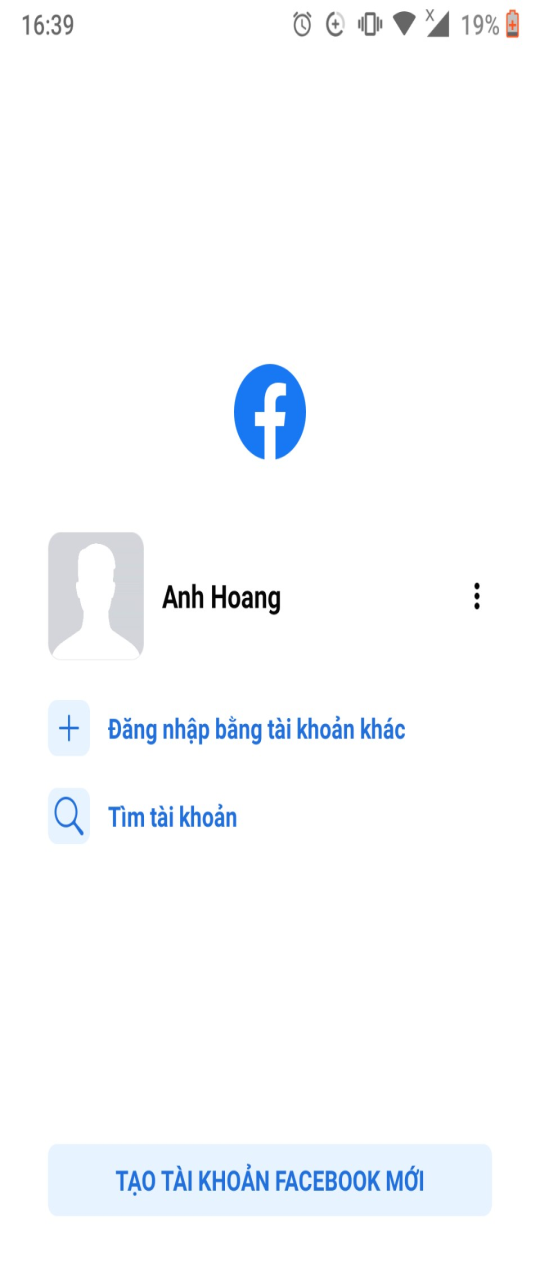 16:39
X 19%
Anh Hoang
Đăng nhập bằng tài khoản khác
Tìm tài khoản
TẠO TÀI KHOẢN FACEBOOK MỚI